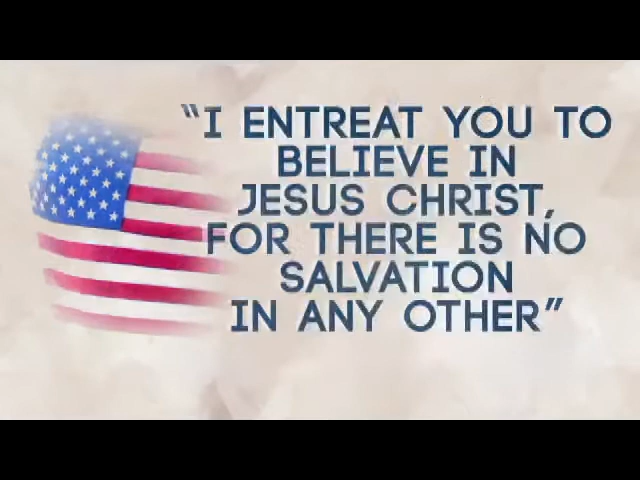 “I ENTREAT YOU TO
BELIEVE IN
JESUS CHRIST,
FOR THERE IS NO
SALVATION
IN ANY OTHER”